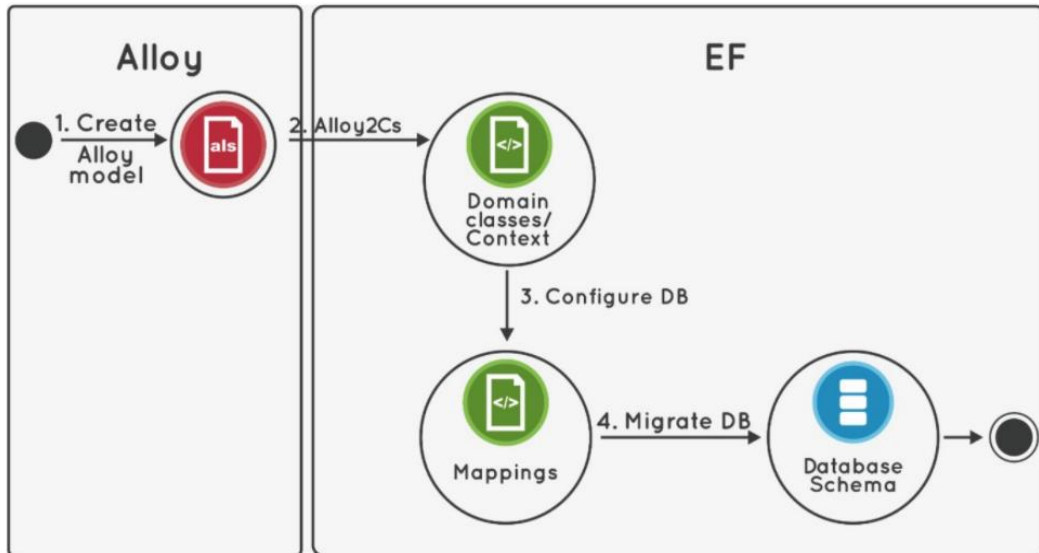 Alloy
EF
1. Create
Alloy
model
als
2. Alloy2Cs
</>
Domain
classes/
Context
3. Configure DB
</>
Mappings
4. Migrate DB
Database
Schema